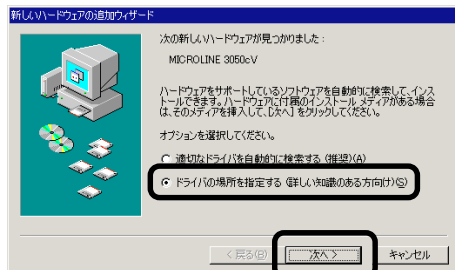 新しいハードウェアの追加ウィザード
次の新しいハードウェアが見つかりました：
MICROLINE 3050cV
ハードウェアをサポートしているソフトウェアを自動的に検索して、インス
トールできます。ハードウェアに付属のインストール メディアがある場合
は、そのメディアを挿入して、[次へ] をクリックしてください。
オプションを選択してください。
適切なドライバを自動的に検索する (推奨)(A)
ドライバの場所を指定する (詳しい知識のある方向け)(S)
< 戻る(B)
次へ >
キャンセル